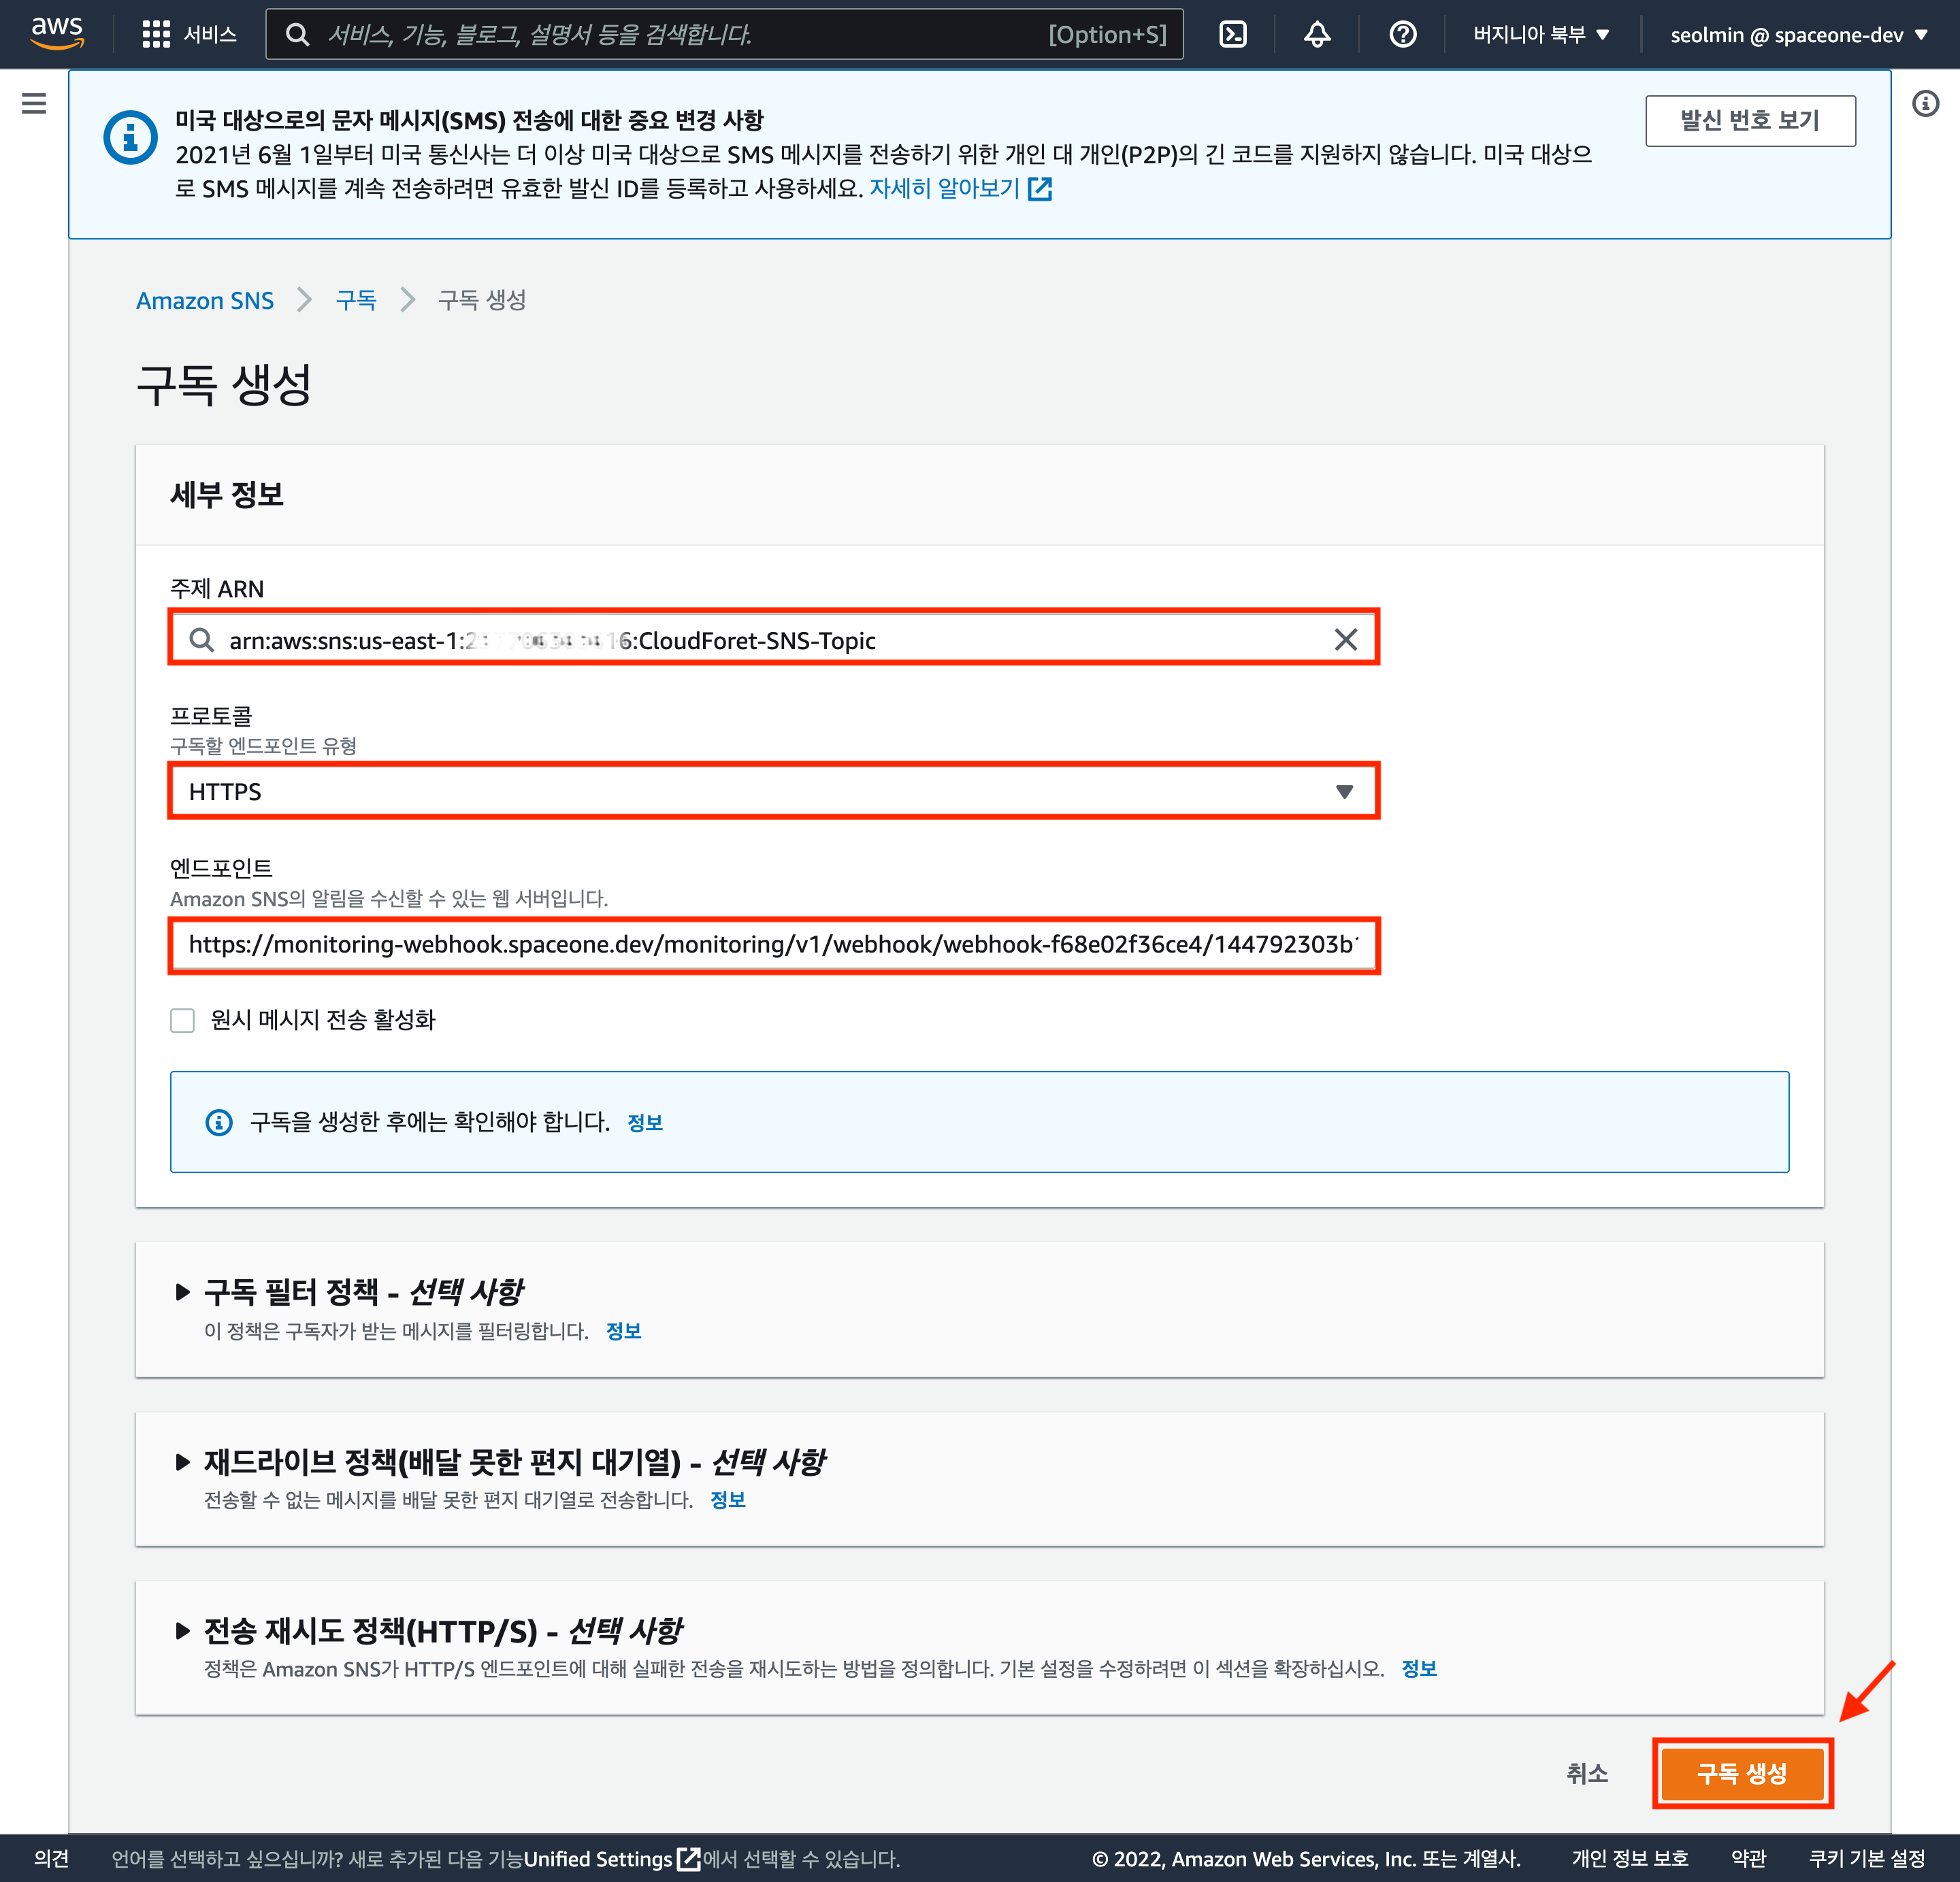 aws
서비스
서비스, 기능, 블로그, 설명서 등을 검색합니다.
[Option+S]
버지니아 북부 ▼
seolmin @ spaceone-dev ▼
미국 대상으로의 문자 메시지(SMS) 전송에 대한 중요 변경 사항
2021년 6월 1일부터 미국 통신사는 더 이상 미국 대상으로 SMS 메시지를 전송하기 위한 개인 대 개인(P2P)의 긴 코드를 지원하지 않습니다. 미국 대상으
로 SMS 메시지를 계속 전송하려면 유효한 발신 ID를 등록하고 사용하세요. 자세히 알아보기
발신 번호 보기
Amazon SNS
구독
구독 생성
구독 생성
세부 정보
주제 ARN
arn:aws:sns:us-east-1: :CloudForet-SNS-Topic
프로토콜
구독할 엔드포인트 유형
HTTPS
엔드포인트
Amazon SNS의 알림을 수신할 수 있는 웹 서버입니다.
https://monitoring-webhook.spaceone.dev/monitoring/v1/webhook/webhook-f68e02f36ce4/144792303b
원시 메시지 전송 활성화
구독을 생성한 후에는 확인해야 합니다. 정보
구독 필터 정책 - 선택 사항
이 정책은 구독자가 받는 메시지를 필터링합니다. 정보
재드라이브 정책(배달 못한 편지 대기열) - 선택 사항
전송할 수 없는 메시지를 배달 못한 편지 대기열로 전송합니다. 정보
전송 재시도 정책(HTTP/S) - 선택 사항
정책은 Amazon SNS가 HTTP/S 엔드포인트에 대해 실패한 전송을 재시도하는 방법을 정의합니다. 기본 설정을 수정하려면 이 섹션을 확장하십시오. 정보
취소
구독 생성
의견
언어를 선택하고 싶으십니까? 새로 추가된 다음 기능Unified Settings에서 선택할 수 있습니다.
© 2022, Amazon Web Services, Inc. 또는 계열사.
개인 정보 보호
약관
쿠키 기본 설정